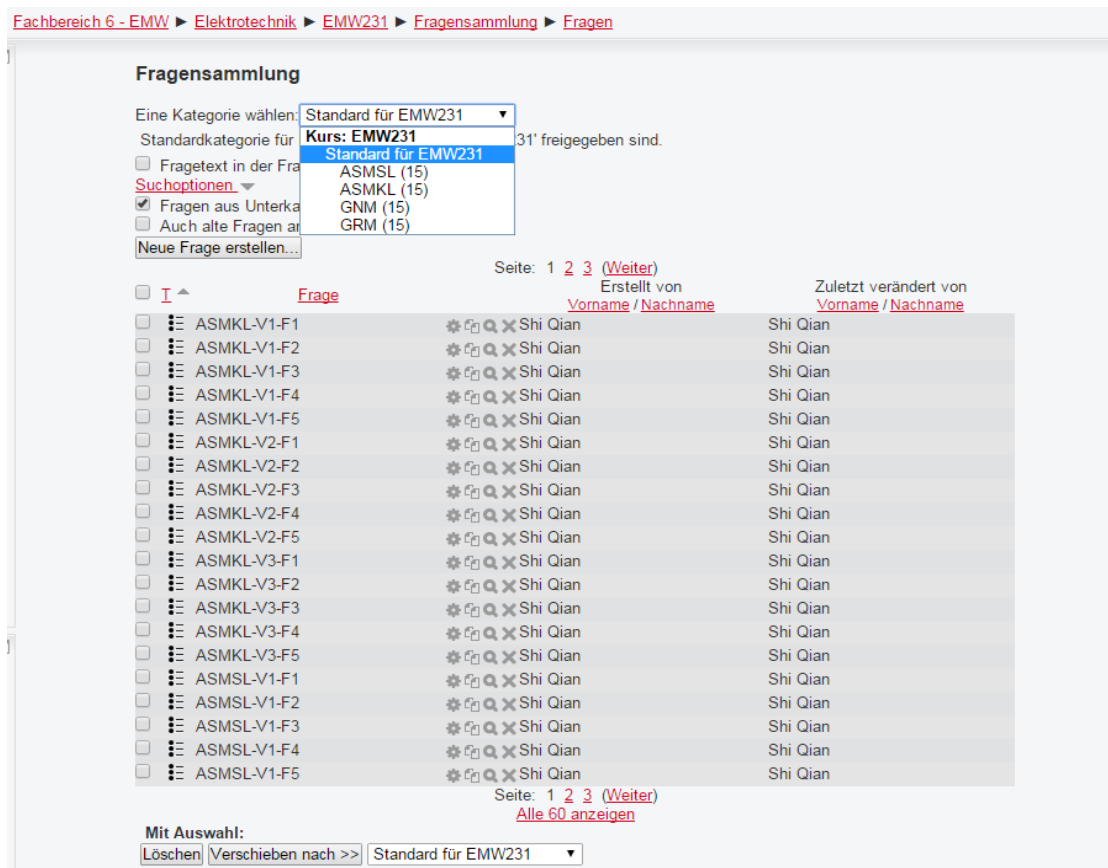 Fachbereich 6 - EMW ► Elektrotechnik ► EMW231 ► Fragensammlung ► Fragen
Fragensammlung
Eine Kategorie wählen: Standard für EMW231
Kurs: EMW231
Standard für EMW231
ASMSL (15)
ASMKL (15)
GNM (15)
GRM (15)
Standardkategorie für 31' freigegeben sind.
Fragetext in der Fra
Suchoptionen
Fragen aus Unterka
Auch alte Fragen an
Neue Frage erstellen...
Seite: 1 2 3 (Weiter)
T Frage Erstellt von Zuletzt verändert von
Vorname / Nachname Vorname / Nachname
ASMKL-V1-F1 Shi Qian Shi Qian
ASMKL-V1-F2 Shi Qian Shi Qian
ASMKL-V1-F3 Shi Qian Shi Qian
ASMKL-V1-F4 Shi Qian Shi Qian
ASMKL-V1-F5 Shi Qian Shi Qian
ASMKL-V2-F1 Shi Qian Shi Qian
ASMKL-V2-F2 Shi Qian Shi Qian
ASMKL-V2-F3 Shi Qian Shi Qian
ASMKL-V2-F4 Shi Qian Shi Qian
ASMKL-V2-F5 Shi Qian Shi Qian
ASMKL-V3-F1 Shi Qian Shi Qian
ASMKL-V3-F2 Shi Qian Shi Qian
ASMKL-V3-F3 Shi Qian Shi Qian
ASMKL-V3-F4 Shi Qian Shi Qian
ASMKL-V3-F5 Shi Qian Shi Qian
ASMSL-V1-F1 Shi Qian Shi Qian
ASMSL-V1-F2 Shi Qian Shi Qian
ASMSL-V1-F3 Shi Qian Shi Qian
ASMSL-V1-F4 Shi Qian Shi Qian
ASMSL-V1-F5 Shi Qian Shi Qian
Seite: 1 2 3 (Weiter)
Alle 60 anzeigen
Mit Auswahl:
Löschen Verschieben nach >> Standard für EMW231